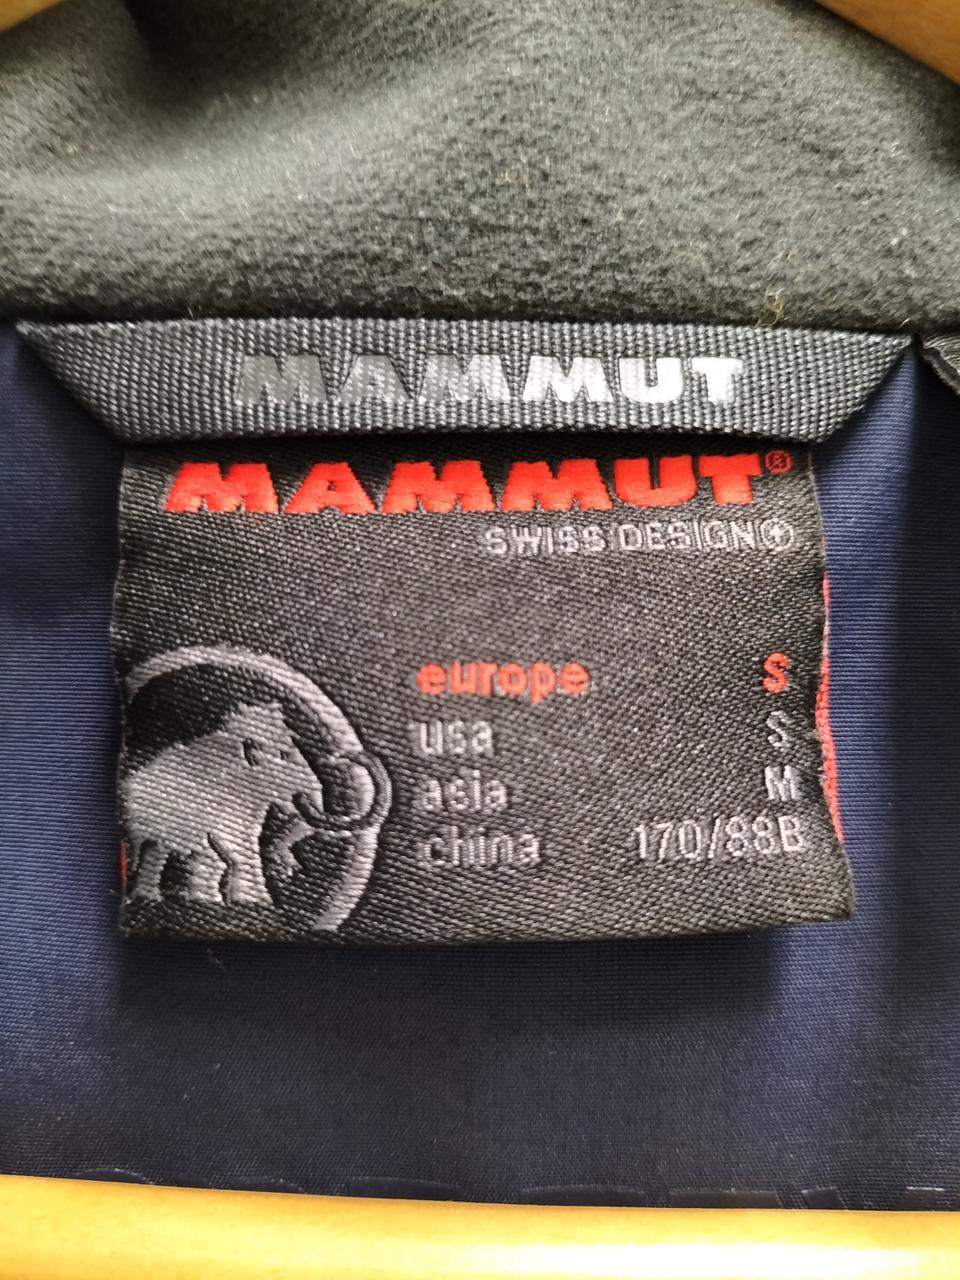 MAMMUT
MAMMUT®
SWISS DESIGN
europe S
usa S
asia M
china 170/88B